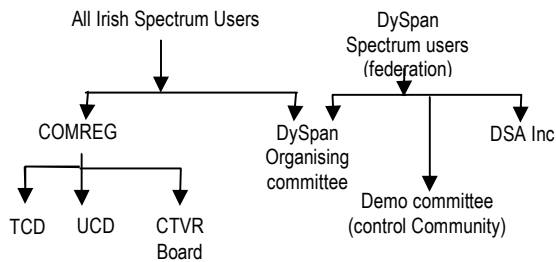 All Irish Spectrum Users
DySpan
Spectrum users
(federation)
COMREG
DySpan
Organising
committee
DSA Inc
TCD
UCD
CTVR
Board
Demo committee
(control Community)